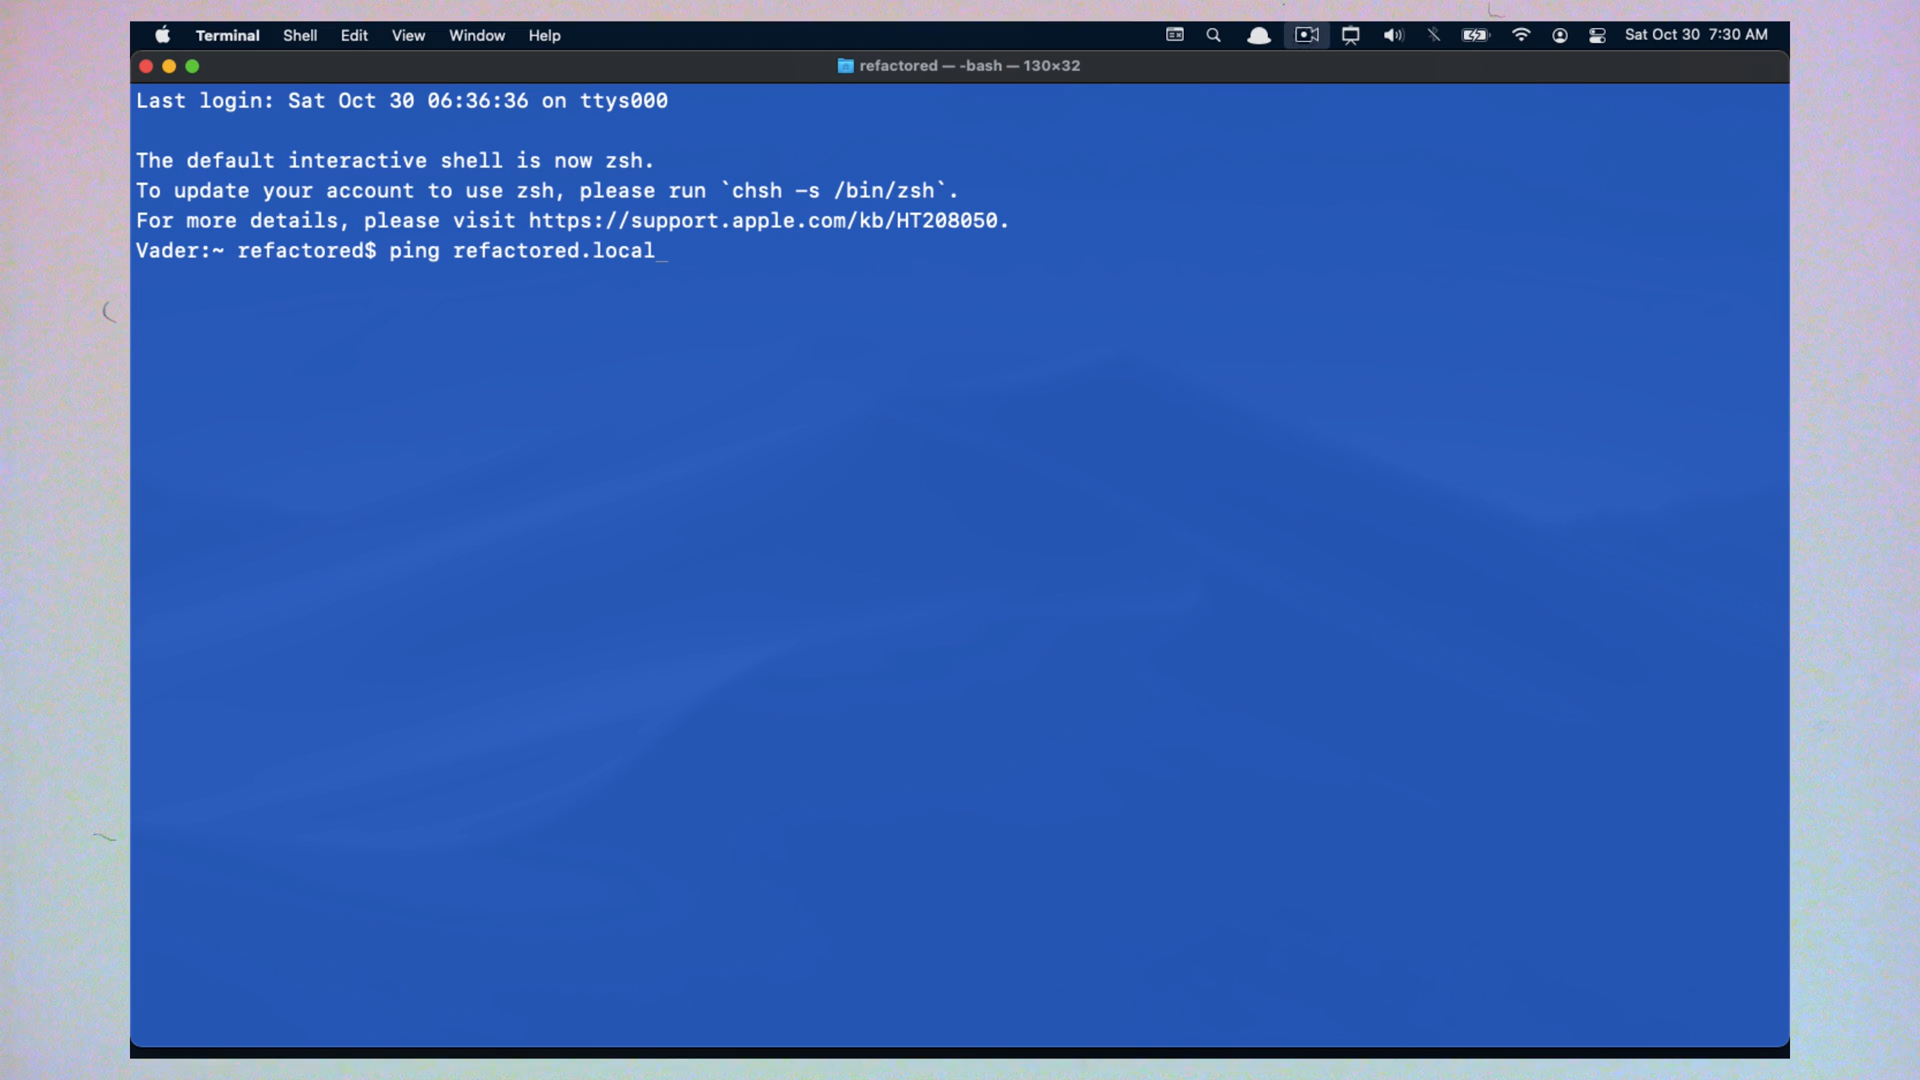 Terminal Shell Edit View Window Help Sat Oct 30 7:30 AM
refactored — -bash — 130×32
Last login: Sat Oct 30 06:36:36 on ttys000
The default interactive shell is now zsh.
To update your account to use zsh, please run `chsh -s /bin/zsh`.
For more details, please visit https://support.apple.com/kb/HT208050.
Vader:~ refactored$ ping refactored.local_